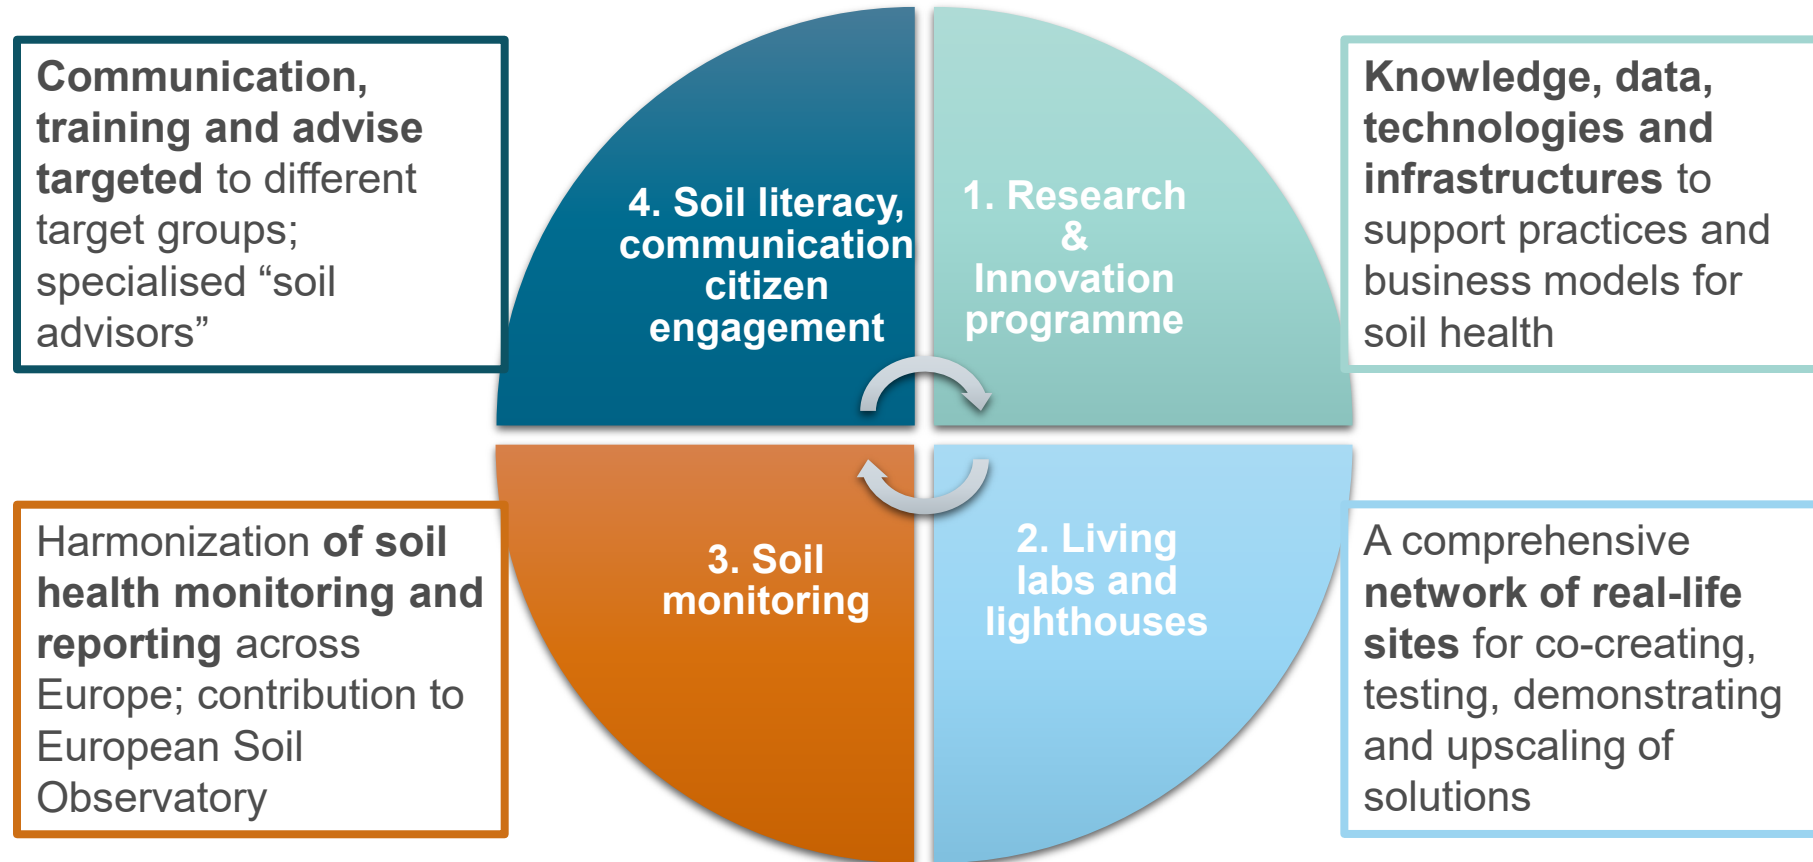 Communication,
training and advise
targeted to different
target groups;
specialised “soil
advisors”
4. Soil literacy,
communication
citizen
engagement
1. Research
&
Innovation
programme
Knowledge, data,
technologies and
infrastructures to
support practices and
business models for
soil health
Harmonization of soil
health monitoring and
reporting across
Europe; contribution to
European Soil
Observatory
3. Soil
monitoring
2. Living
labs and
lighthouses
A comprehensive
network of real-life
sites for co-creating,
testing, demonstrating
and upscaling of
solutions